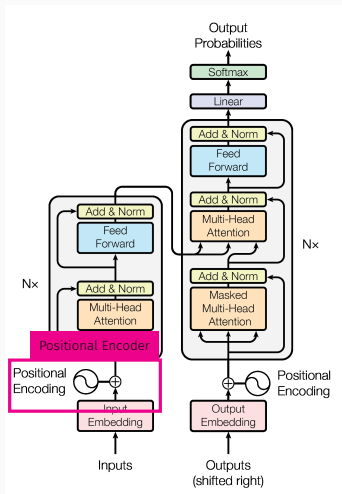 Output
Probabilities
Softmax
Linear
Add & Norm
Feed
Forward
Add & Norm
Multi-Head
Attention
Add & Norm
Masked
Multi-Head
Attention
Nx
Positional
Encoding
Output
Embedding
Outputs
(shifted right)
Add & Norm
Feed
Forward
Nx
Add & Norm
Multi-Head
Attention
Positional Encoder
Positional
Encoding
Input
Embedding
Inputs